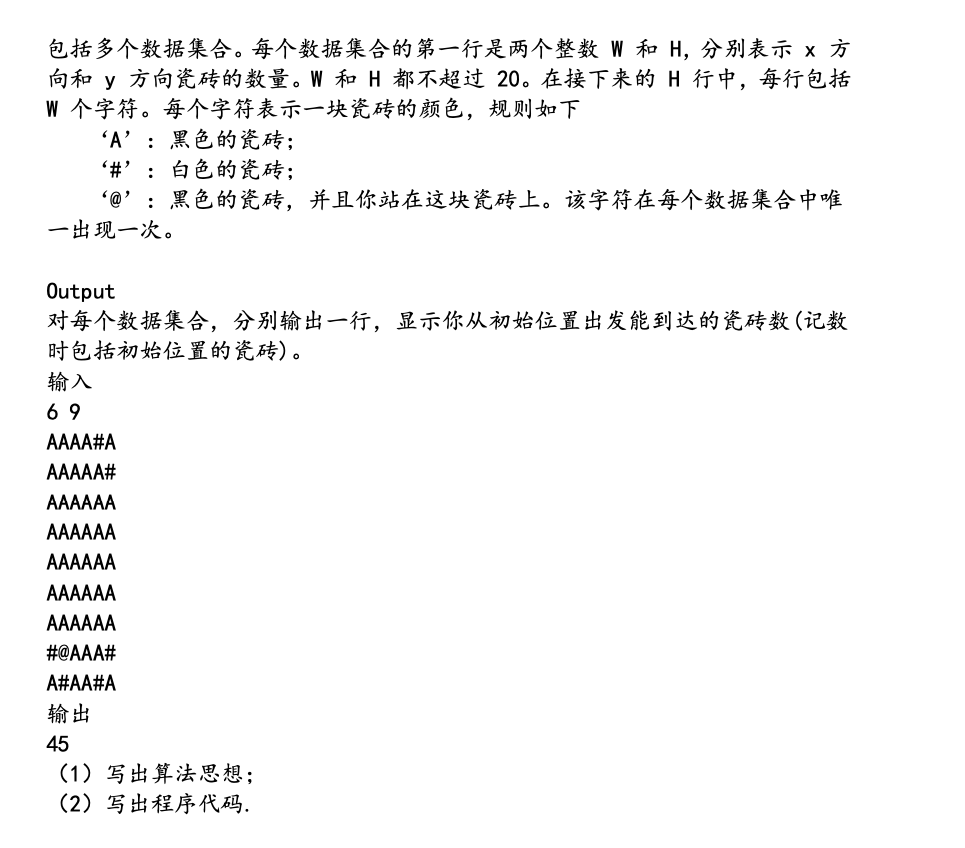 包括多个数据集合。每个数据集合的第一行是两个整数 W 和 H, 分别表示 x 方
向和 y 方向瓷砖的数量。W 和 H 都不超过 20。在接下来的 H 行中，每行包括
W 个字符。每个字符表示一块瓷砖的颜色，规则如下
‘A’：黑色的瓷砖；
‘#’：白色的瓷砖；
‘@’：黑色的瓷砖，并且你站在这块瓷砖上。该字符在每个数据集合中唯
一出现一次。
Output
对每个数据集合，分别输出一行，显示你从初始位置出发能到达的瓷砖数(记数
时包括初始位置的瓷砖)。
输入
6 9
AAAA#A
AAAAA#
AAAAAA
AAAAAA
AAAAAA
AAAAAA
AAAAAA
#@AAA#
A#AA#A
输出
45
（1）写出算法思想；
（2）写出程序代码.